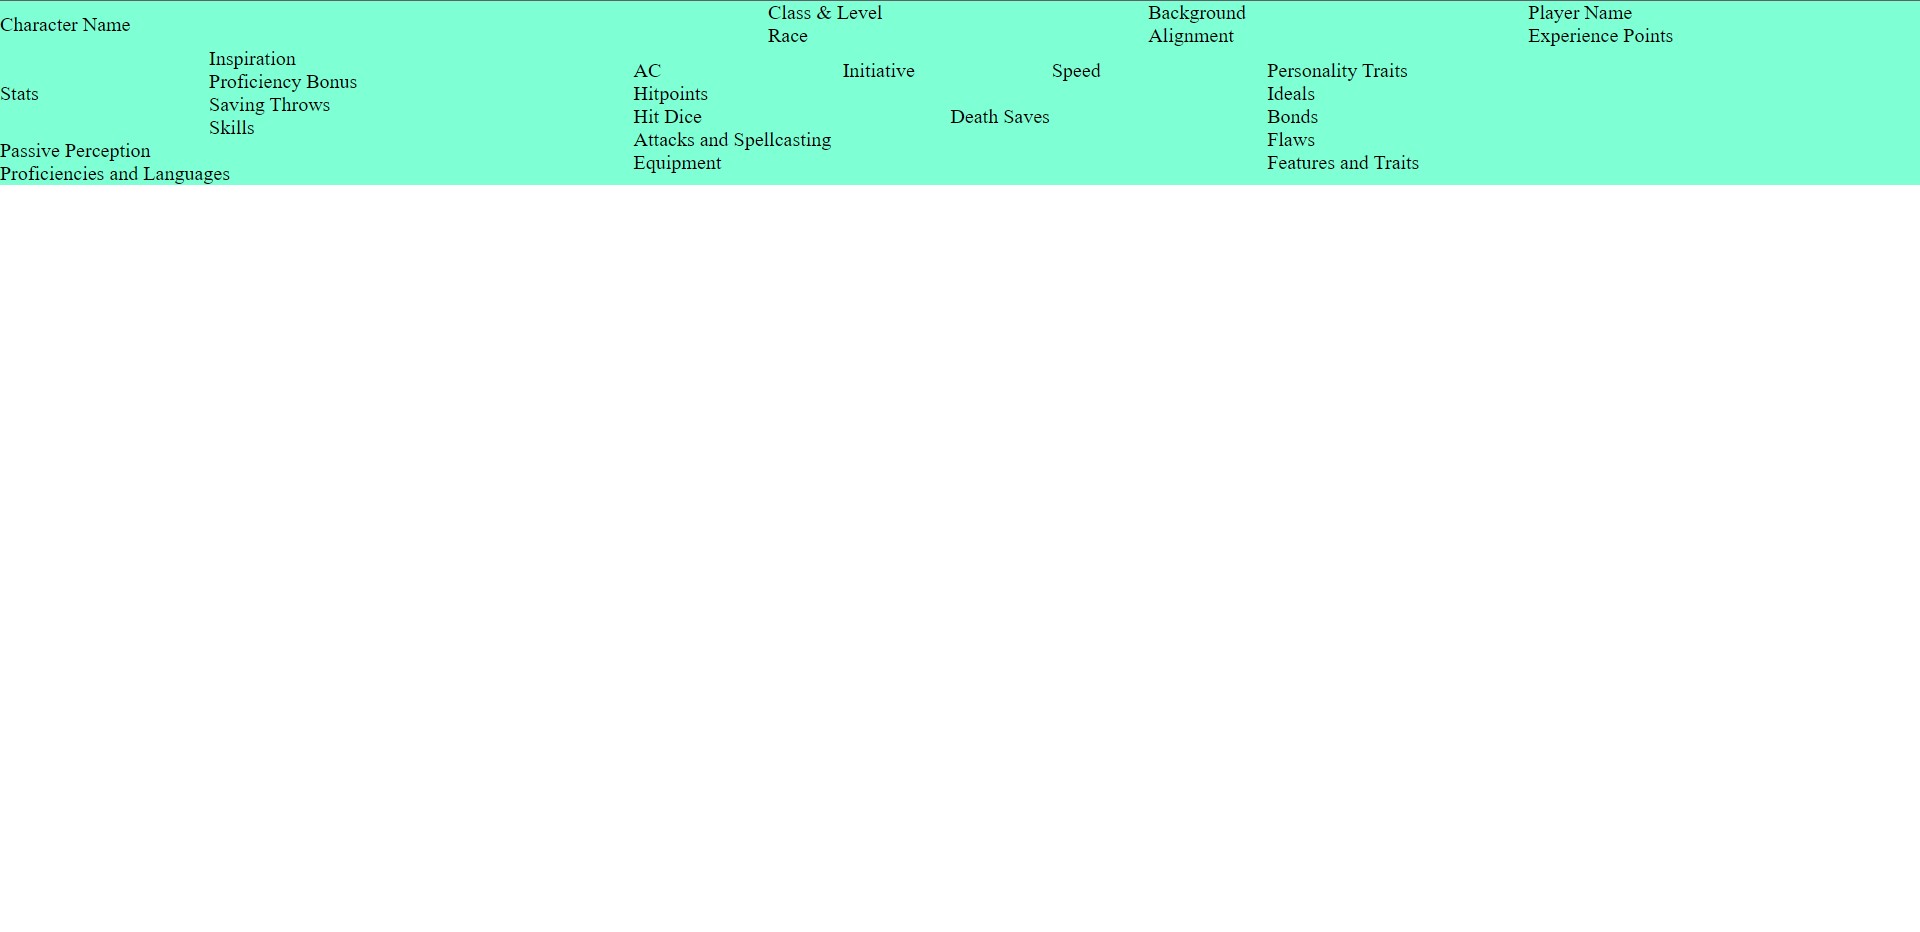 Character Name
Class & Level
Background
Player Name
Race
Alignment
Experience Points
Stats
Inspiration
Proficiency Bonus
Saving Throws
Skills
Passive Perception
Proficiencies and Languages
AC
Initiative
Speed
Hitpoints
Hit Dice
Death Saves
Attacks and Spellcasting
Equipment
Personality Traits
Ideals
Bonds
Flaws
Features and Traits